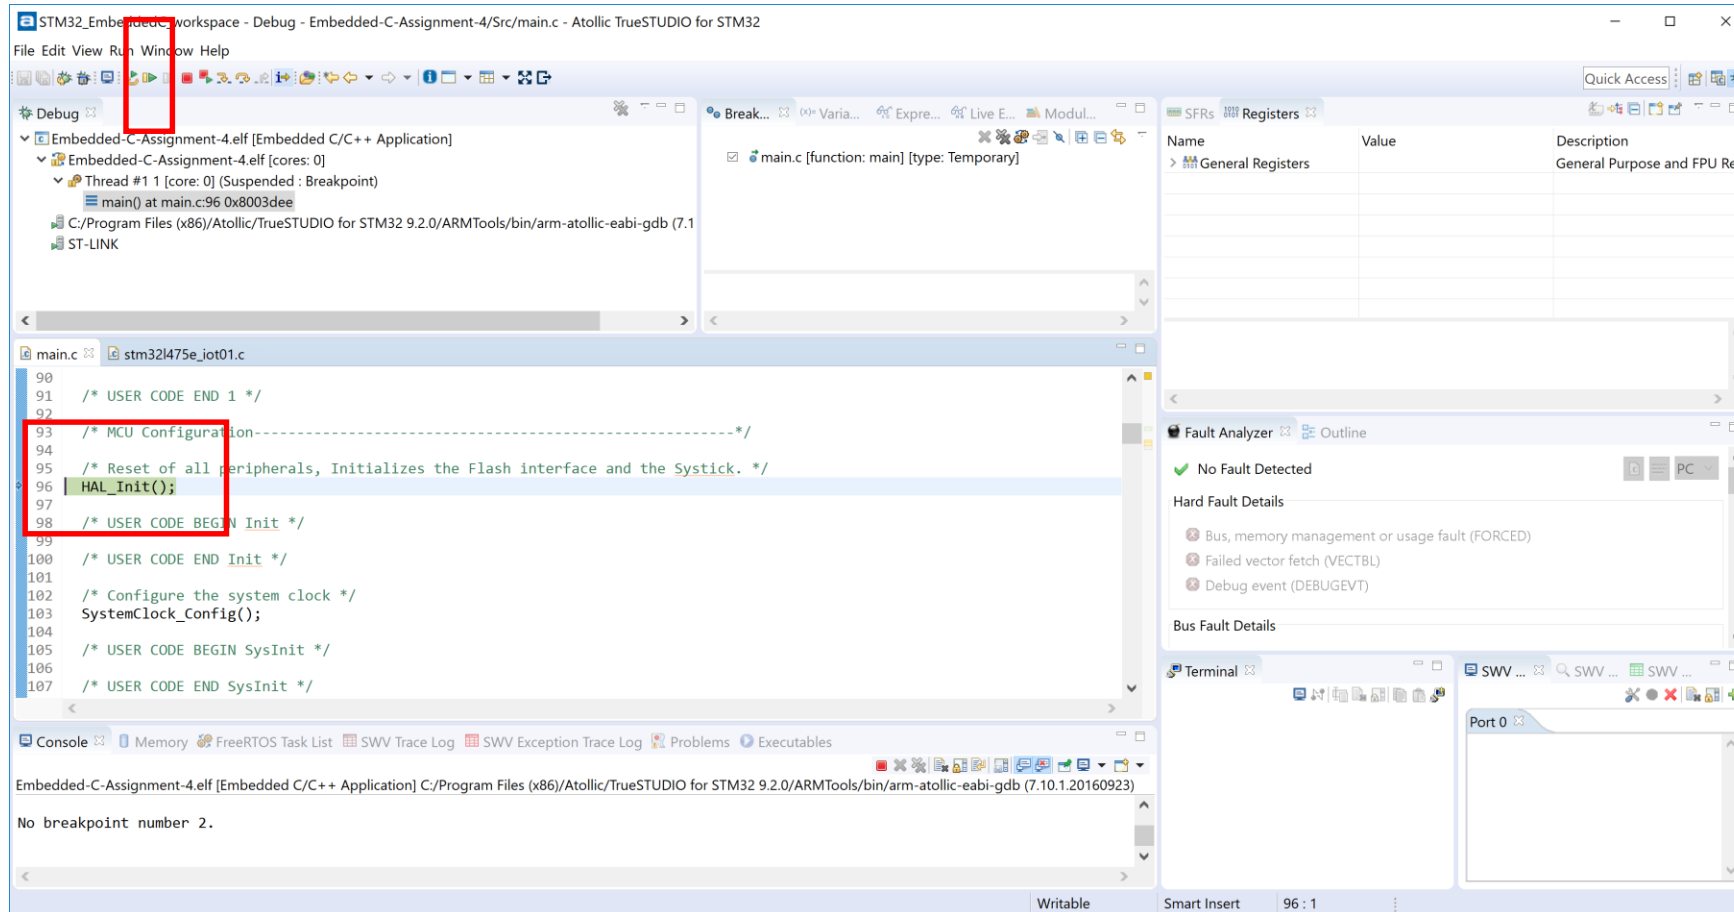 STM32_EmbeddedC_workspace - Debug - Embedded-C-Assignment-4/Src/main.c - Atollic TrueSTUDIO for STM32
File Edit View Run Window Help
Quick Access
Debug
Embedded-C-Assignment-4.elf [Embedded C/C++ Application]
Embedded-C-Assignment-4.elf [cores: 0]
Thread #1 1 [core: 0] (Suspended : Breakpoint)
main() at main.c:96 0x8003dee
C:/Program Files (x86)/Atollic/TrueSTUDIO for STM32 9.2.0/ARMTools/bin/arm-atollic-eabi-gdb (7.1
ST-LINK
Break... (x)= Varia... Expre... Live E... Modul...
main.c [function: main] [type: Temporary]
SFRs Registers
Name Value Description
General Registers General Purpose and FPU Re
main.c stm32l475e_iot01.c
90
91 /* USER CODE END 1 */
92
93 /* MCU Configuration--------------------------------------------------------*/
94
95 /* Reset of all peripherals, Initializes the Flash interface and the Systick. */
96 HAL_Init();
97
98 /* USER CODE BEGIN Init */
99
100 /* USER CODE END Init */
101
102 /* Configure the system clock */
103 SystemClock_Config();
104
105 /* USER CODE BEGIN SysInit */
106
107 /* USER CODE END SysInit */
Fault Analyzer Outline
No Fault Detected
PC
Hard Fault Details
Bus, memory management or usage fault (FORCED)
Failed vector fetch (VECTBL)
Debug event (DEBUGEVT)
Bus Fault Details
Terminal
SWV ... SWV ... SWV ...
Port 0
Console Memory FreeRTOS Task List SWV Trace Log SWV Exception Trace Log Problems Executables
Embedded-C-Assignment-4.elf [Embedded C/C++ Application] C:/Program Files (x86)/Atollic/TrueSTUDIO for STM32 9.2.0/ARMTools/bin/arm-atollic-eabi-gdb (7.10.1.20160923)
No breakpoint number 2.
Writable Smart Insert 96 : 1